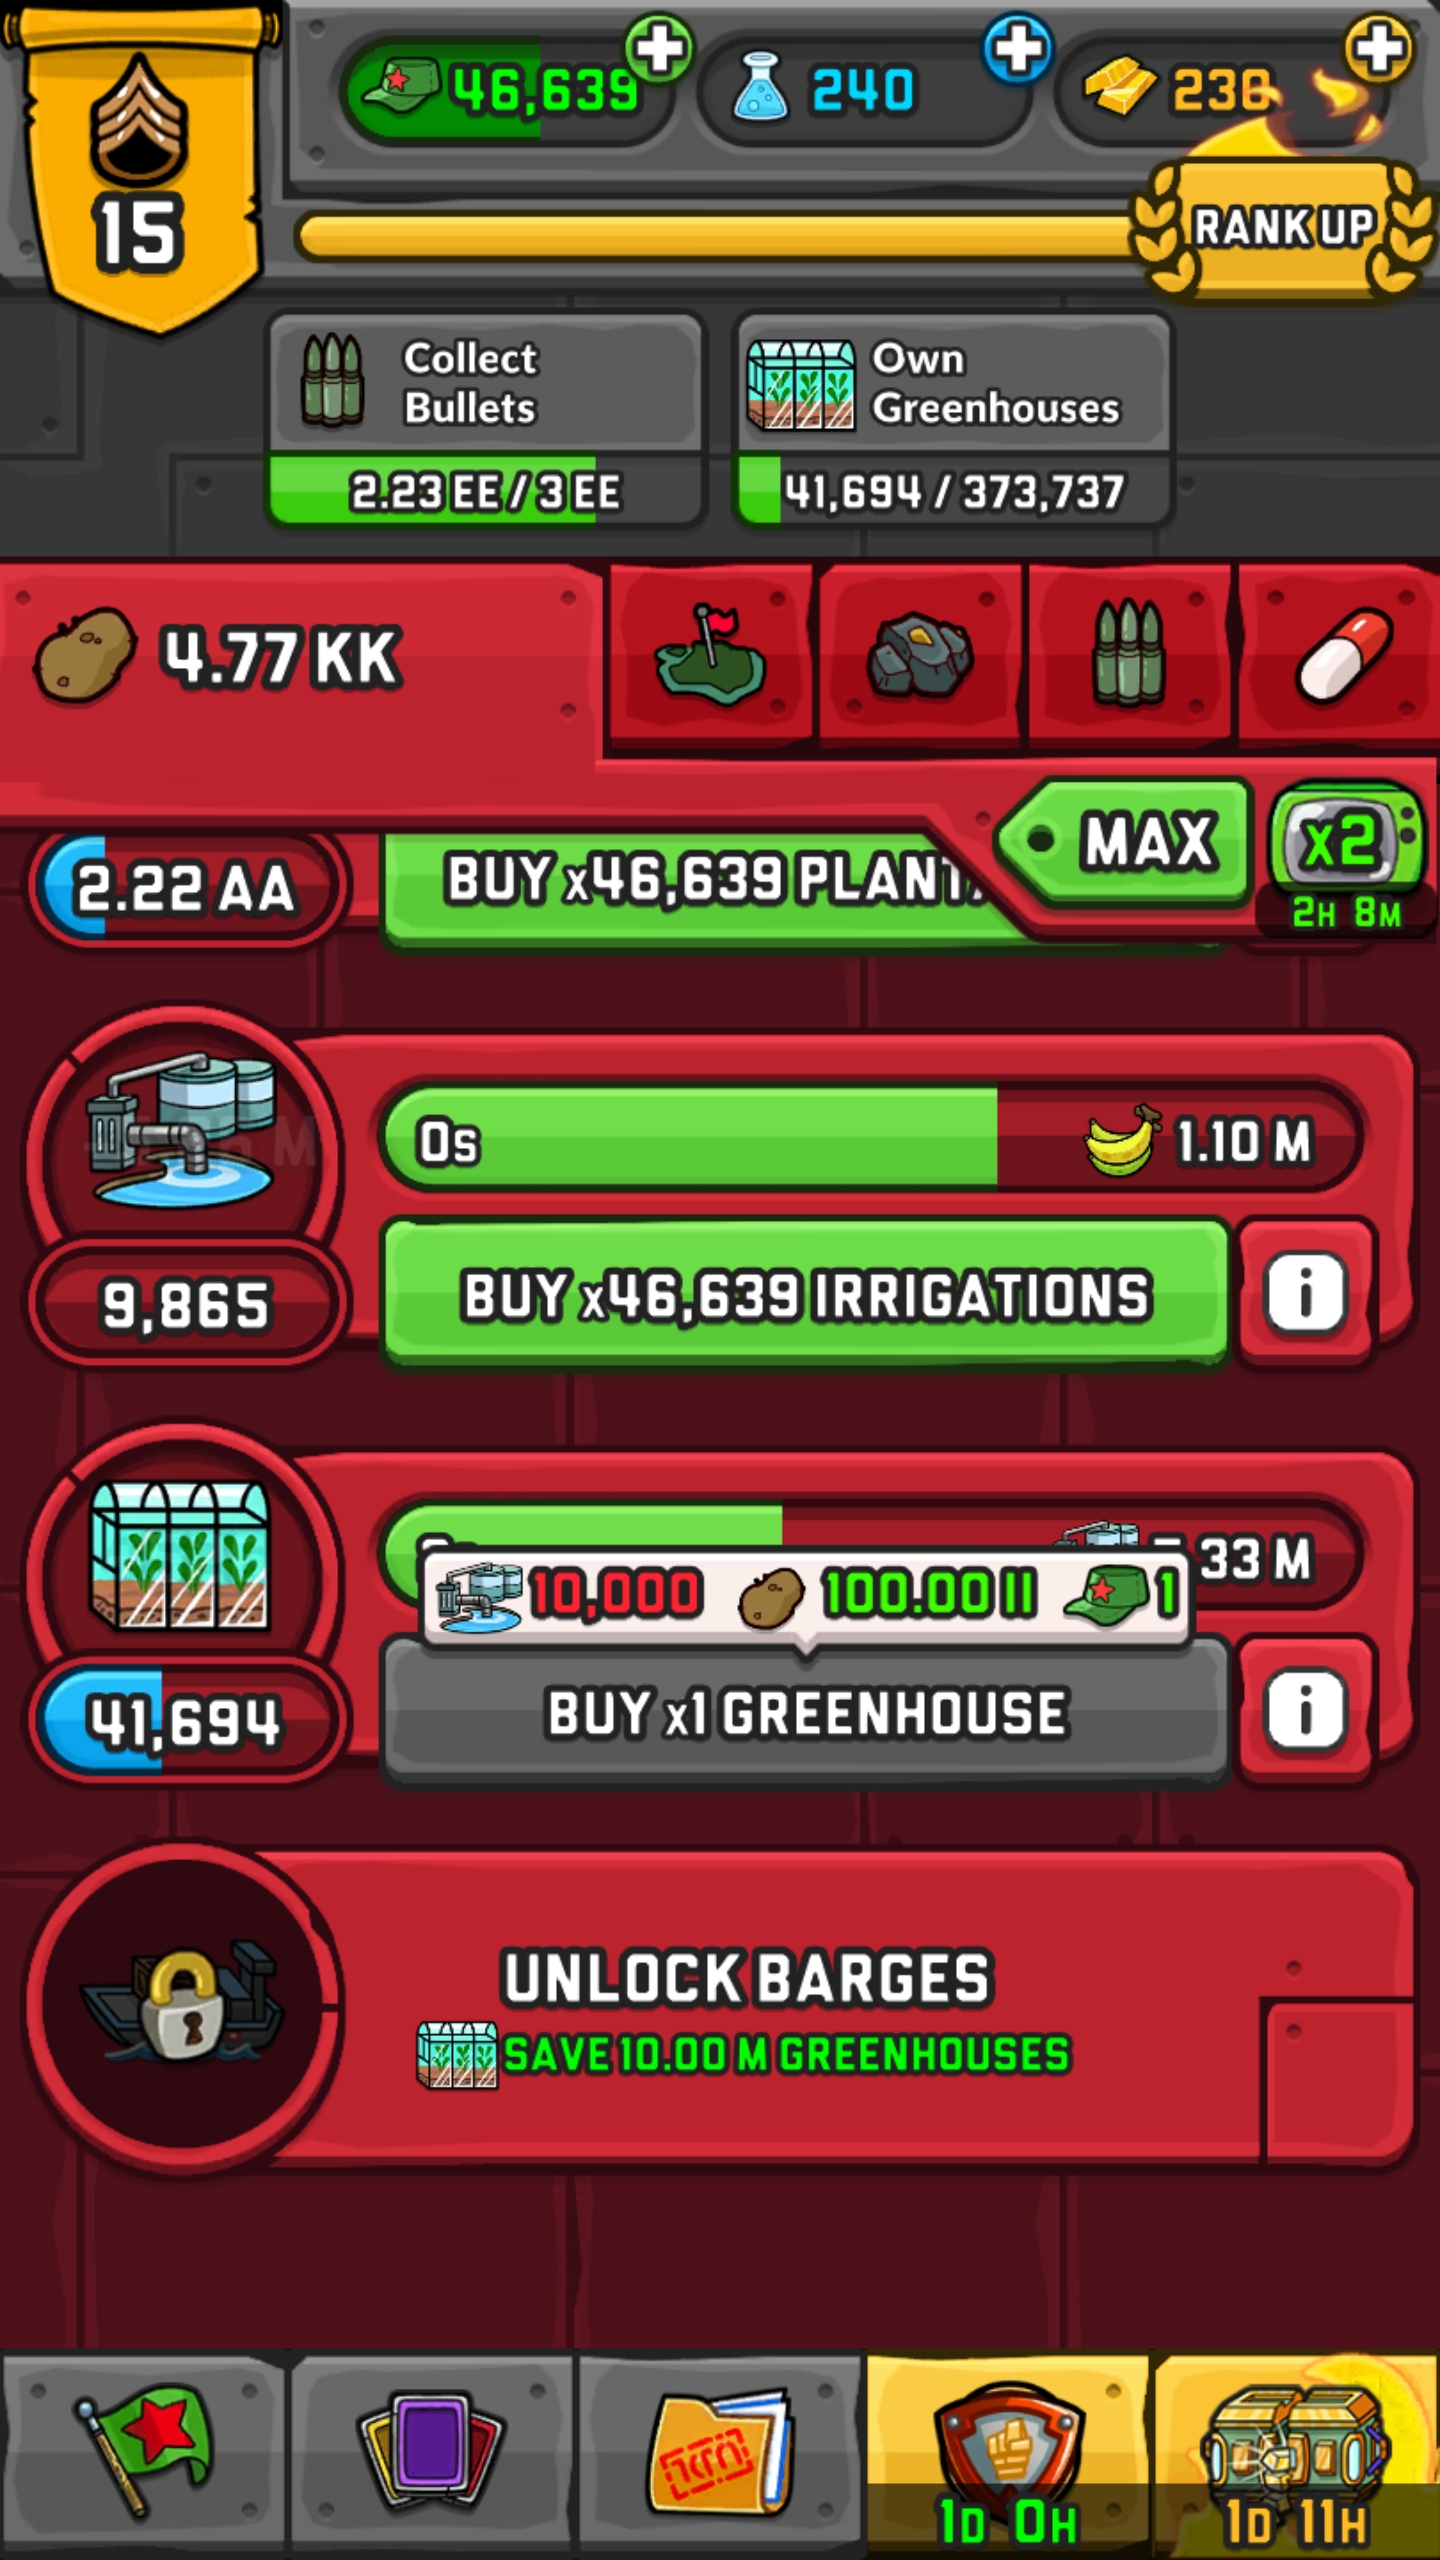 46,639
240
238
15
RANK UP
Collect
Bullets
2.23 EE / 3 EE
Own
Greenhouses
41,694 / 373,737
4.77 KK
MAX
x2
2H 8M
2.22 AA
BUY x46,639
0s
1.10 M
9,865
BUY x46,639 IRRIGATIONS
33 M
10,000
100.00 II
1
41,694
BUY x1 GREENHOUSE
UNLOCK BARGES
SAVE 10.00 M GREENHOUSES
1D 0H
1D 11H